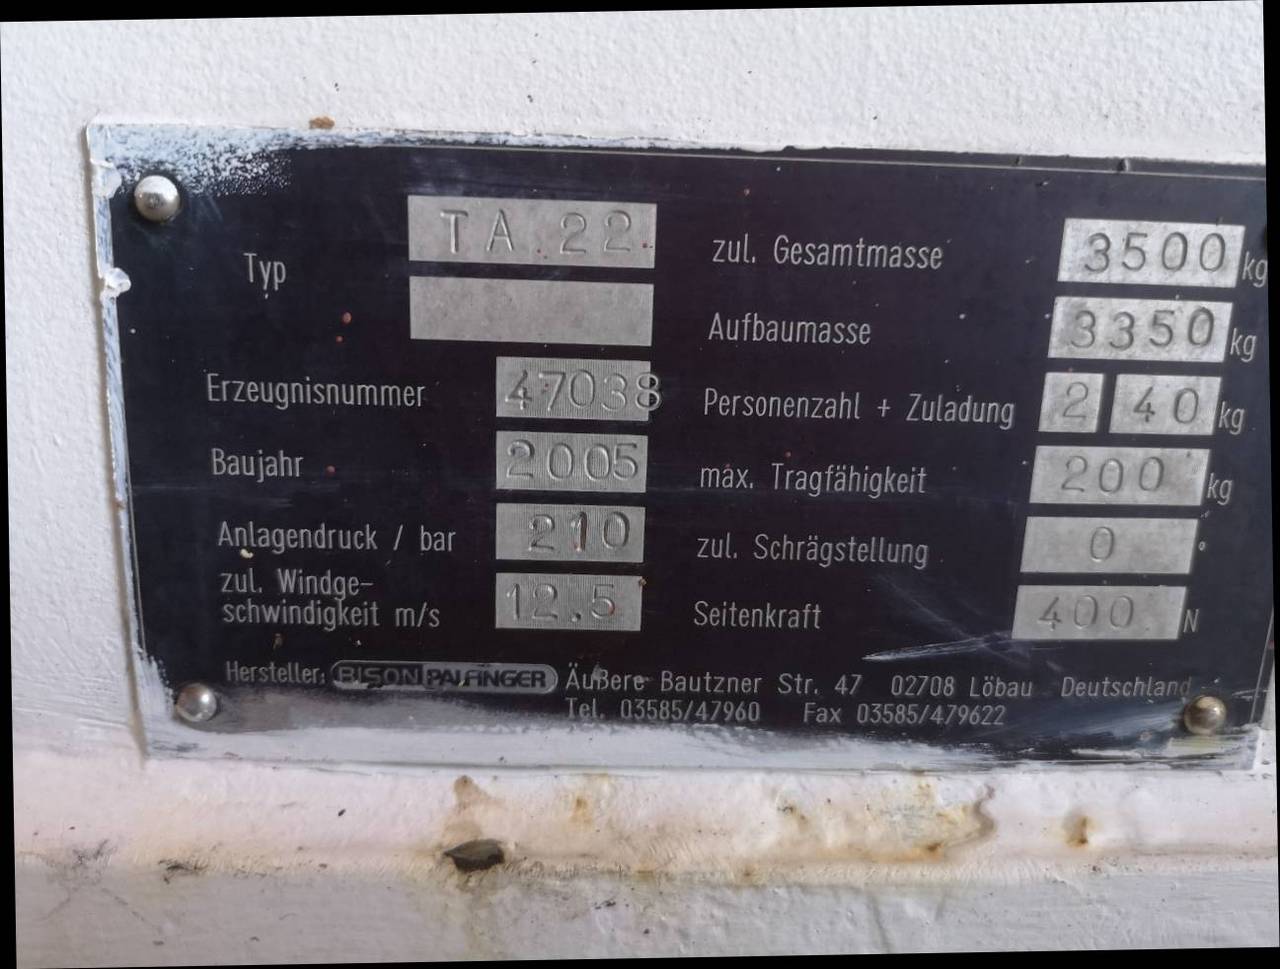 Typ TA 22
Erzeugnisnummer 47038
Baujahr 2005
Anlagendruck / bar 210
zul. Windge-
schwindigkeit m/s 12.5
zul. Gesamtmasse 3500 kg
Aufbaumasse 3350 kg
Personenzahl + Zuladung 2 40 kg
max. Tragfähigkeit 200 kg
zul. Schrägstellung 0 °
Seitenkraft 400 N
Hersteller: BISON PALFINGER Äußere Bautzner Str. 47 02708 Löbau Deutschland
Tel. 03585/47960 Fax 03585/479622